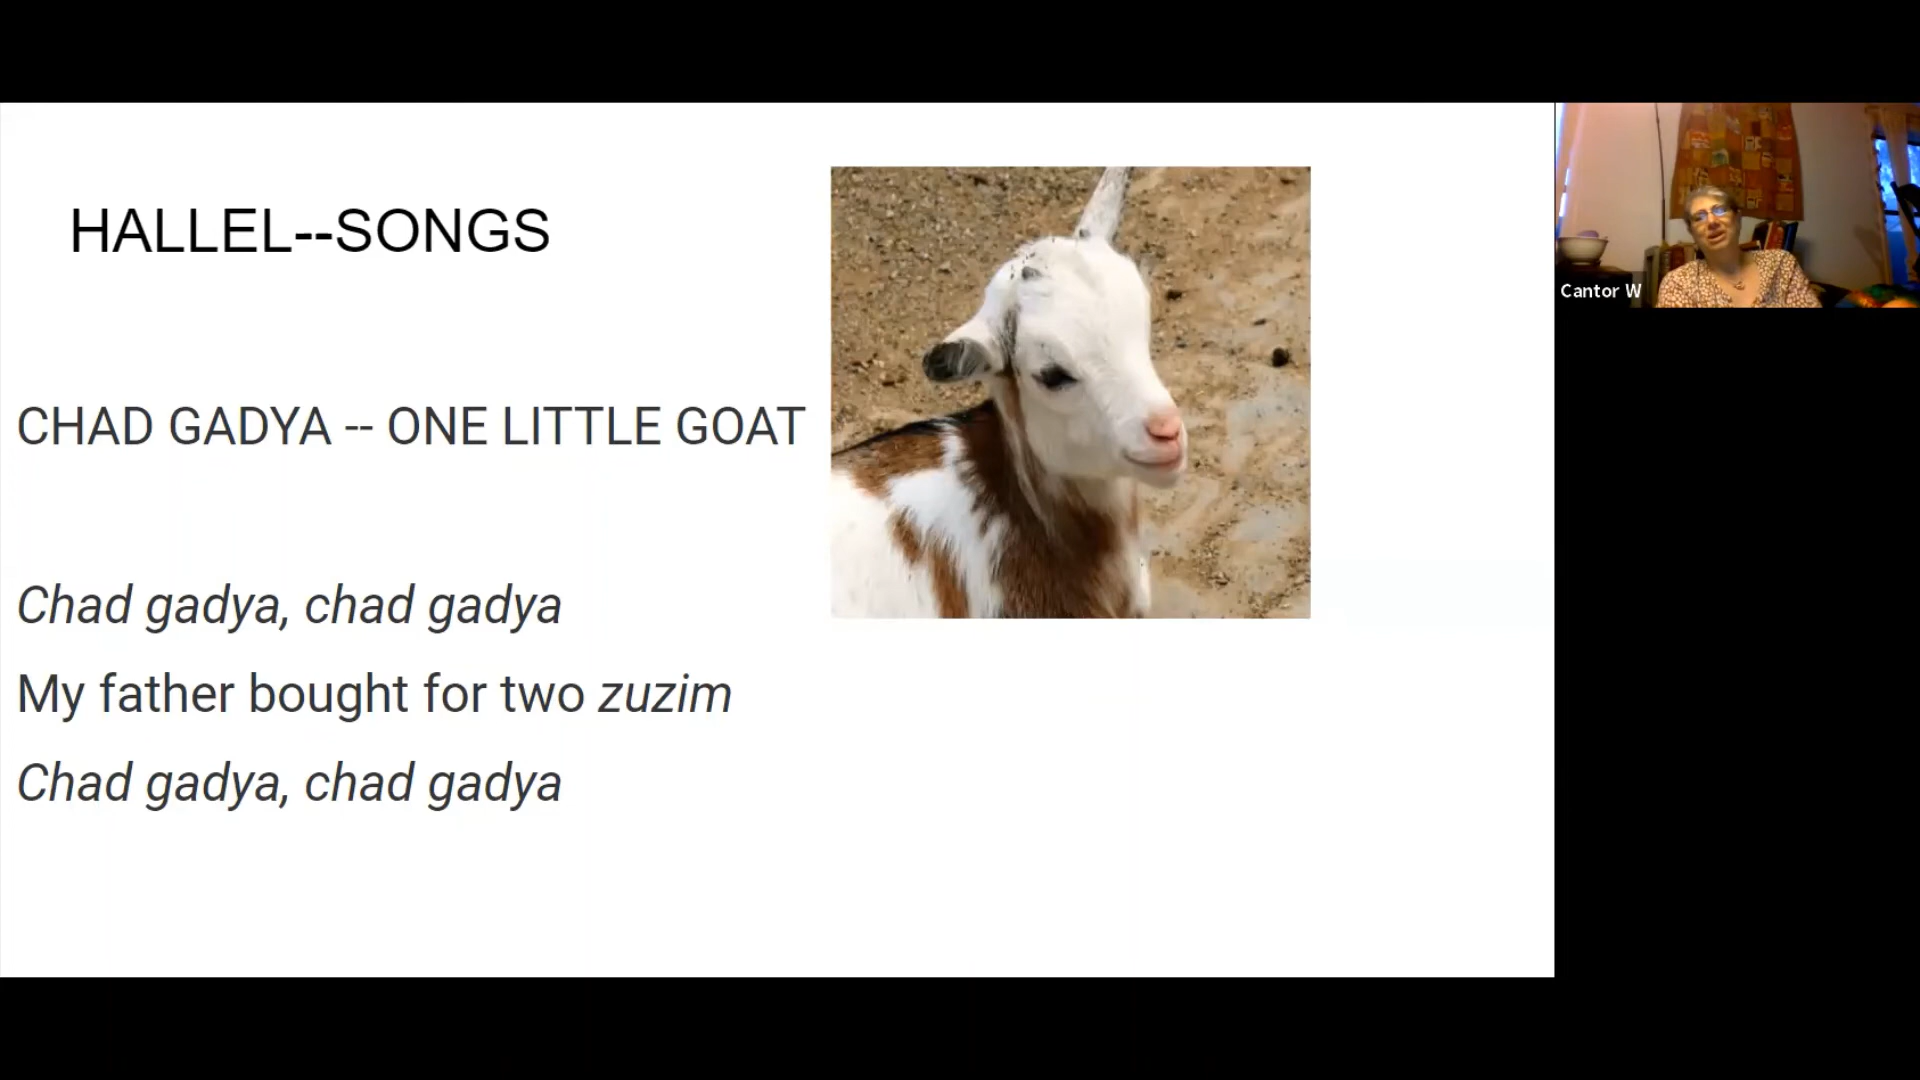 HALLEL--SONGS
CHAD GADYA -- ONE LITTLE GOAT
Chad gadya, chad gadya
My father bought for two zuzim
Chad gadya, chad gadya
Cantor W